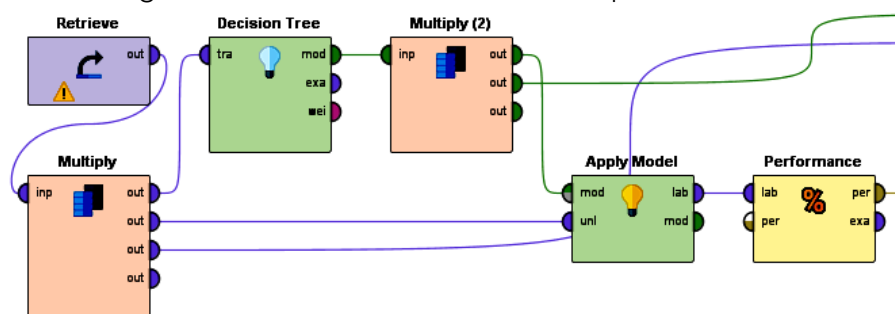 Retrieve
out
Decision Tree
tra
mod
exa
wei
Multiply (2)
inp
out
out
out
Multiply
inp
out
out
out
out
Apply Model
mod
lab
unl
mod
Performance
lab
per
per
exa
%